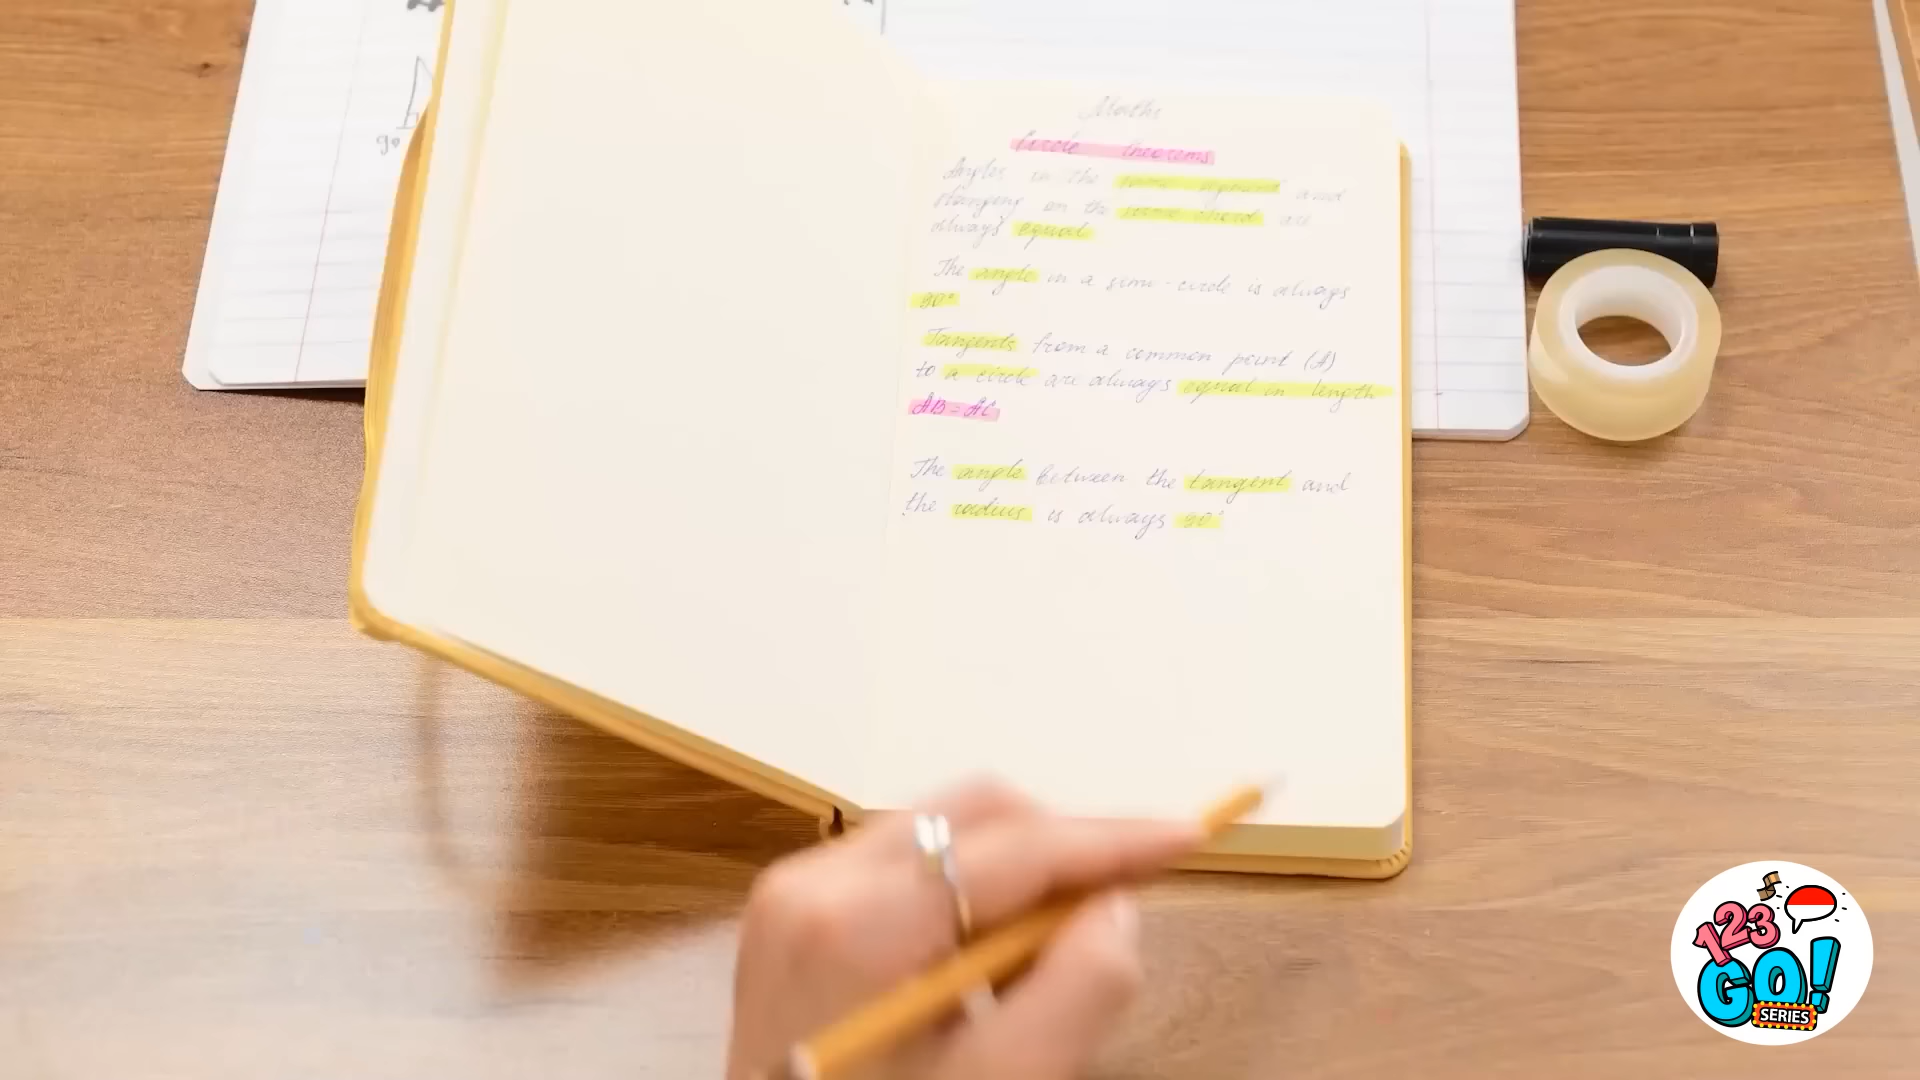 Maths
Circle theorems
Angles in the same segment and
standing on the same chord are
always equal
The angle in a semi-circle is always
90°
Tangents from a common point (A)
to a circle are always equal in length
AB = AC
The angle between the tangent and
the radius is always 90°
90
123
GO!
SERIES